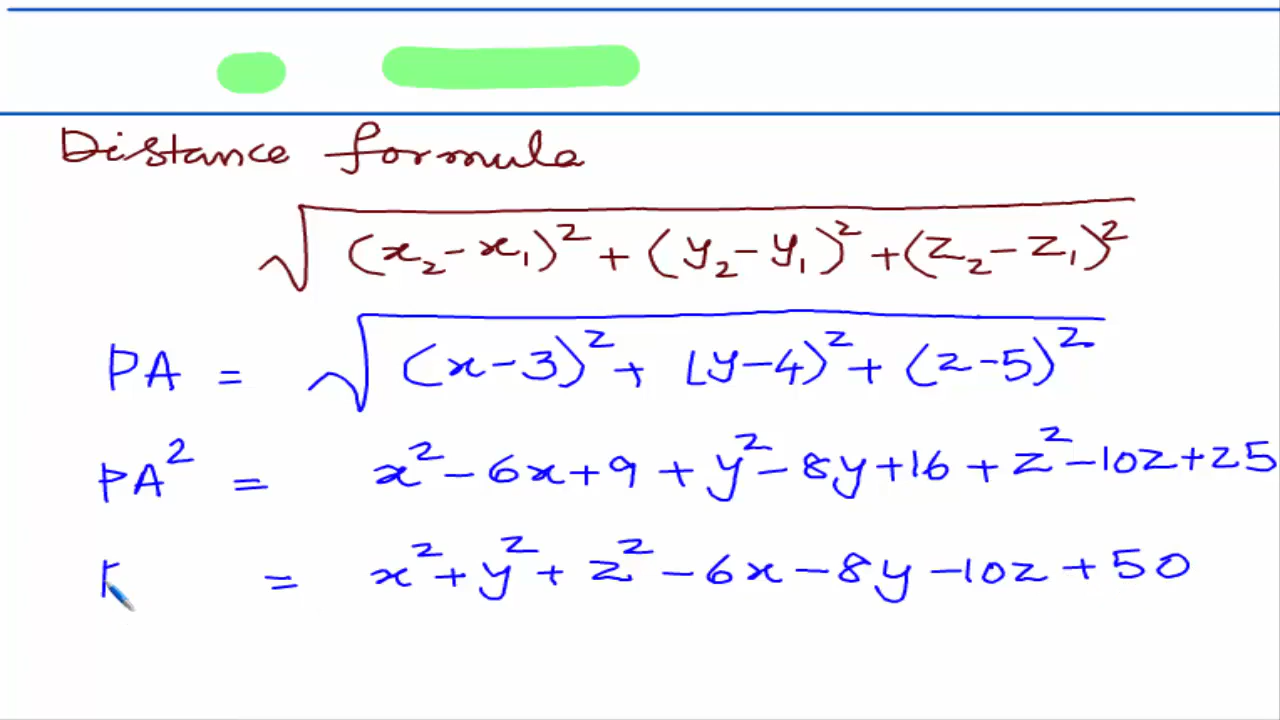 Distance formula
√((x₂-x₁)²+(y₂-y₁)²+(z₂-z₁)²)
PA = √((x-3)²+(y-4)²+(z-5)²)
PA² = x²-6x+9+y²-8y+16+z²-10z+25
= x²+y²+z²-6x-8y-10z+50